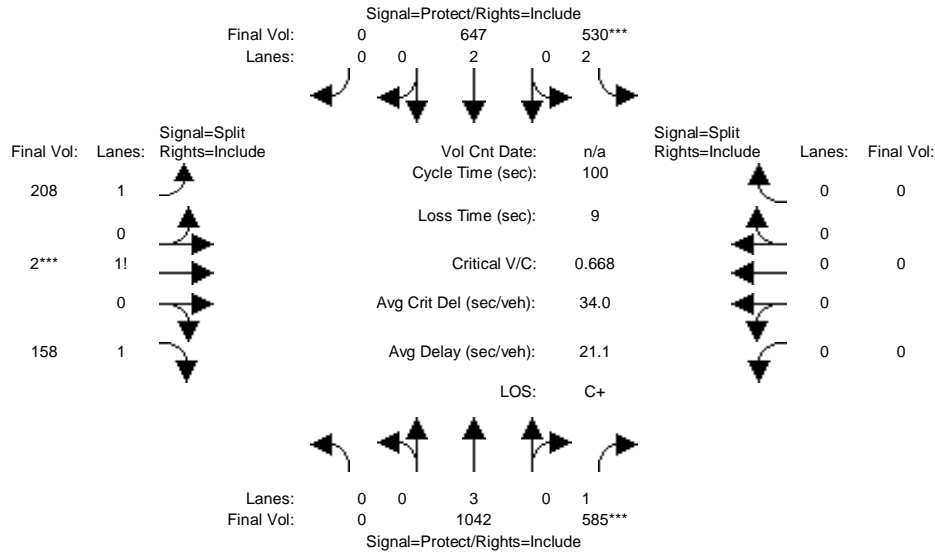 Signal=Protect/Rights=Include
Final Vol: 0 647 530***
Lanes: 0 0 2 0 2
Signal=Split
Final Vol: Lanes: Rights=Include
Vol Cnt Date: n/a
Signal=Split
Rights=Include Lanes: Final Vol:
Cycle Time (sec): 100
208 1
0 0
Loss Time (sec): 9
0
0
2*** 1!
Critical V/C: 0.668
0 0
0
Avg Crit Del (sec/veh): 34.0
0
158 1
Avg Delay (sec/veh): 21.1
0 0
LOS: C+
Lanes: 0 0 3 0 1
Final Vol: 0 1042 585***
Signal=Protect/Rights=Include